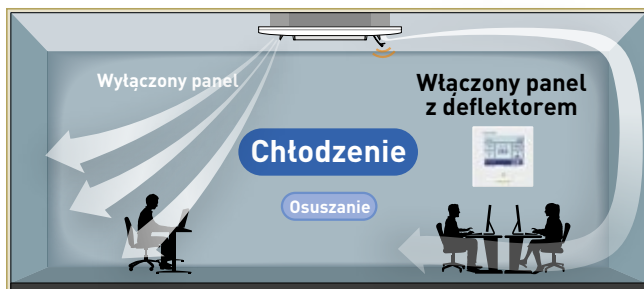 Wyłączony panel
Włączony panel
z deflektorem
Chłodzenie
Osuszanie